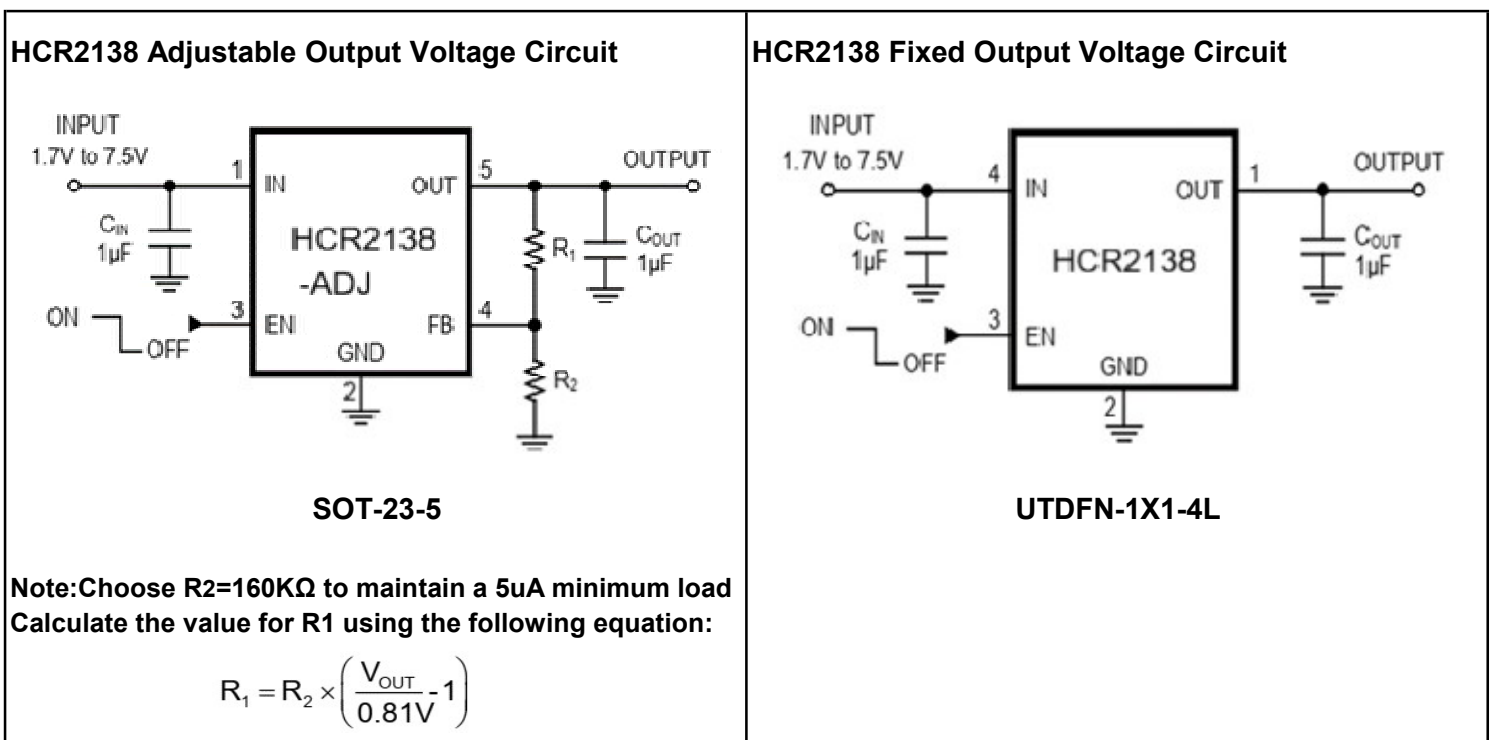 HCR2138 Adjustable Output Voltage Circuit
INPUT
1.7V to 7.5V
1
IN
OUT
5
OUTPUT
CIN
1µF
HCR2138
-ADJ
R1
COUT
1µF
ON
OFF
3
EN
FB
4
GND
2
R2
SOT-23-5
Note:Choose R2=160KΩ to maintain a 5uA minimum load
Calculate the value for R1 using the following equation:
R1 = R2 × (VOUT / 0.81V - 1)
HCR2138 Fixed Output Voltage Circuit
INPUT
1.7V to 7.5V
4
IN
OUT
1
OUTPUT
CIN
1µF
HCR2138
COUT
1µF
ON
OFF
3
EN
GND
2
UTDFN-1X1-4L